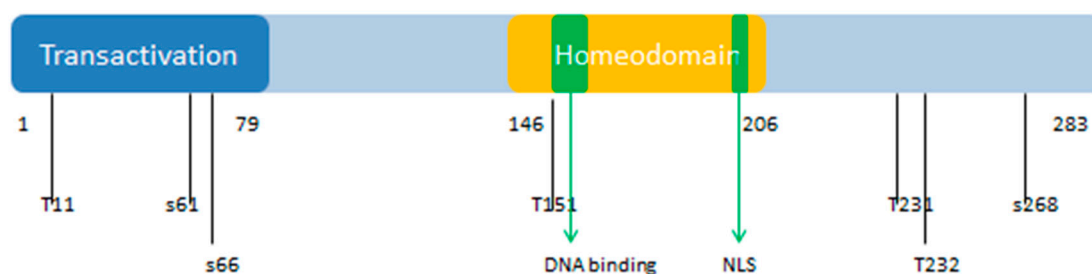 Transactivation Homeodomain
1 79 146 206 283
T11 s61 T151 T231 s268
s66 DNA binding NLS T232